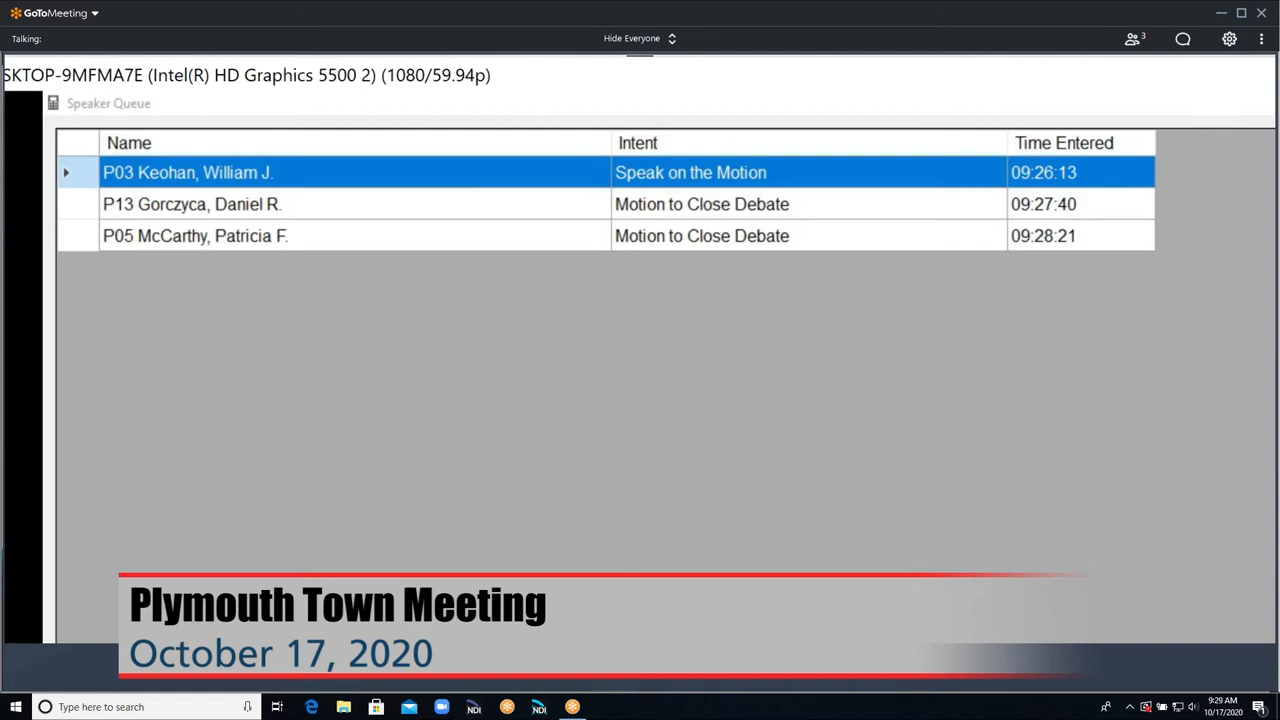 GoToMeeting
Talking:
Hide Everyone
3
SKTOP-9MFMA7E (Intel(R) HD Graphics 5500 2) (1080/59.94p)
Speaker Queue
Name Intent Time Entered
P03 Keohan, William J. Speak on the Motion 09:26:13
P13 Gorczyca, Daniel R. Motion to Close Debate 09:27:40
P05 McCarthy, Patricia F. Motion to Close Debate 09:28:21
Plymouth Town Meeting
October 17, 2020
Type here to search
NDI
NDI
9:29 AM
10/17/2020
1